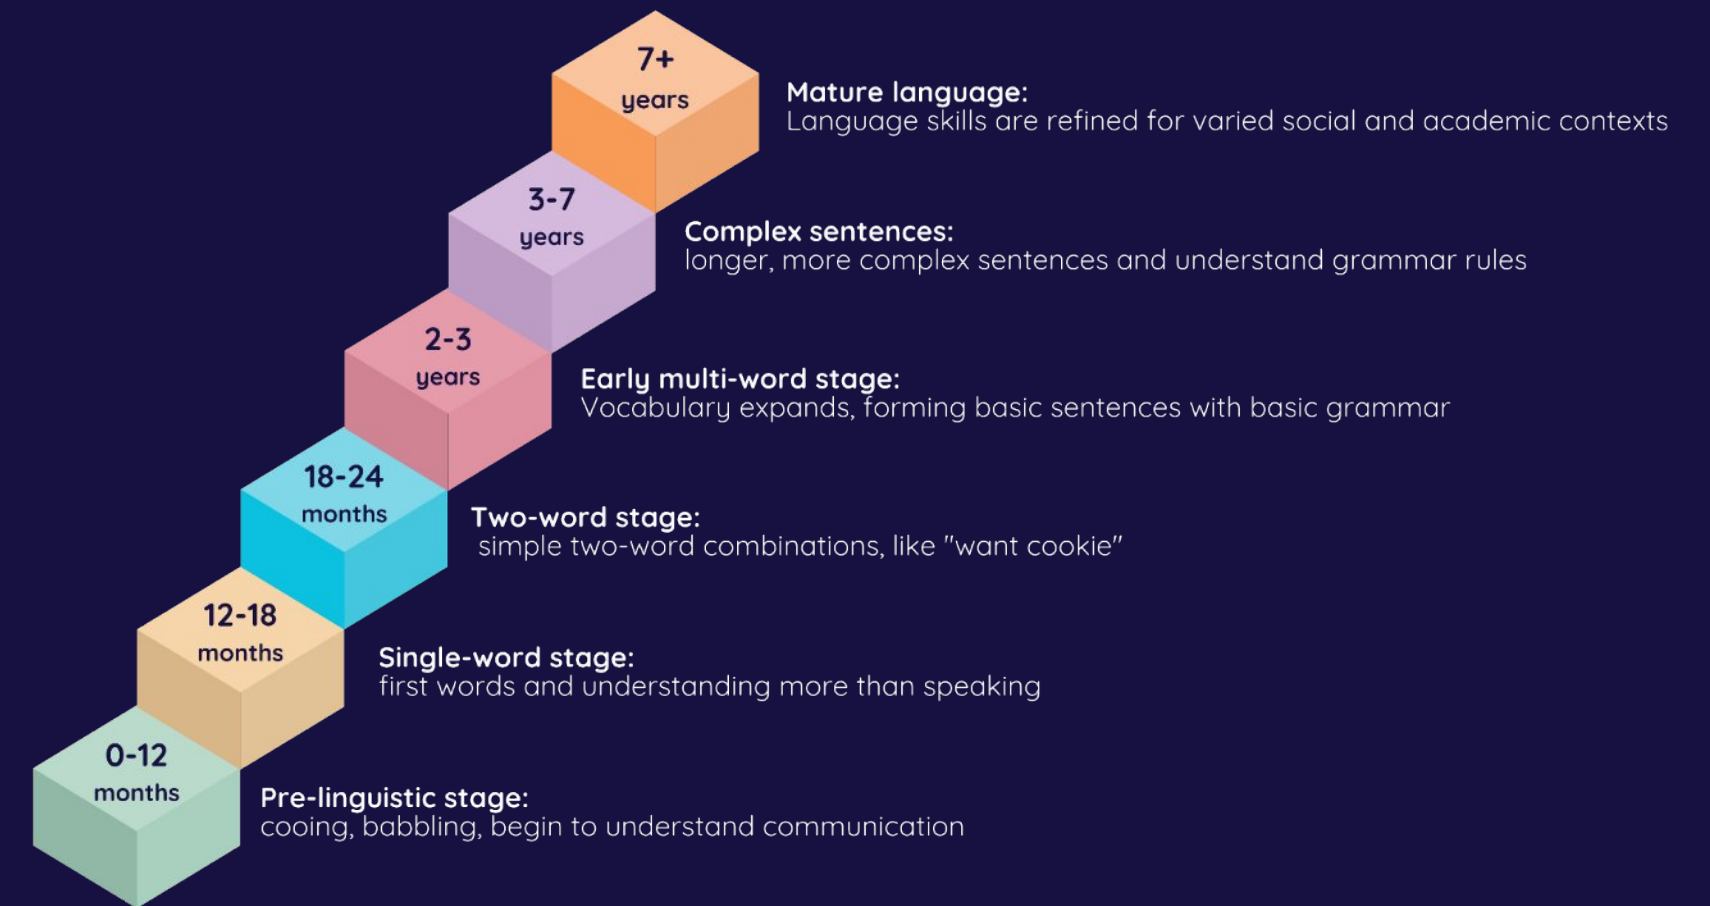 7+
years
Mature language:
Language skills are refined for varied social and academic contexts
3-7
years
Complex sentences:
longer, more complex sentences and understand grammar rules
2-3
years
Early multi-word stage:
Vocabulary expands, forming basic sentences with basic grammar
18-24
months
Two-word stage:
simple two-word combinations, like "want cookie"
12-18
months
Single-word stage:
first words and understanding more than speaking
0-12
months
Pre-linguistic stage:
cooing, babbling, begin to understand communication